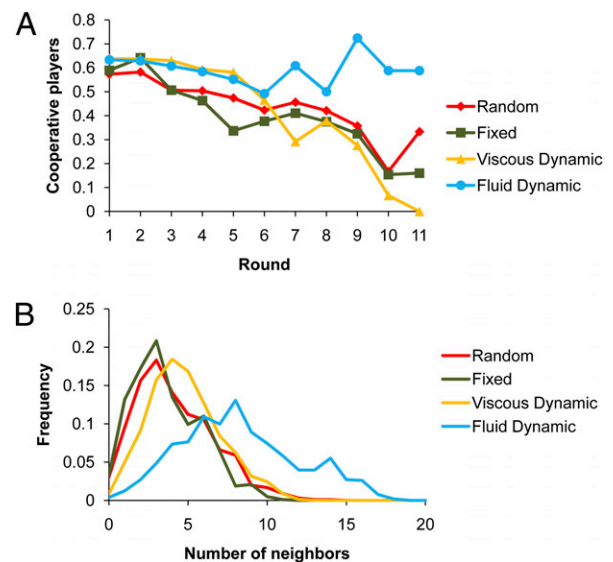 A
Cooperative players
0.8
0.7
0.6
0.5
0.4
0.3
0.2
0.1
0
1 2 3 4 5 6 7 8 9 10 11
Round
Random
Fixed
Viscous Dynamic
Fluid Dynamic
B
Frequency
0.25
0.2
0.15
0.1
0.05
0
0 5 10 15 20
Number of neighbors
Random
Fixed
Viscous Dynamic
Fluid Dynamic